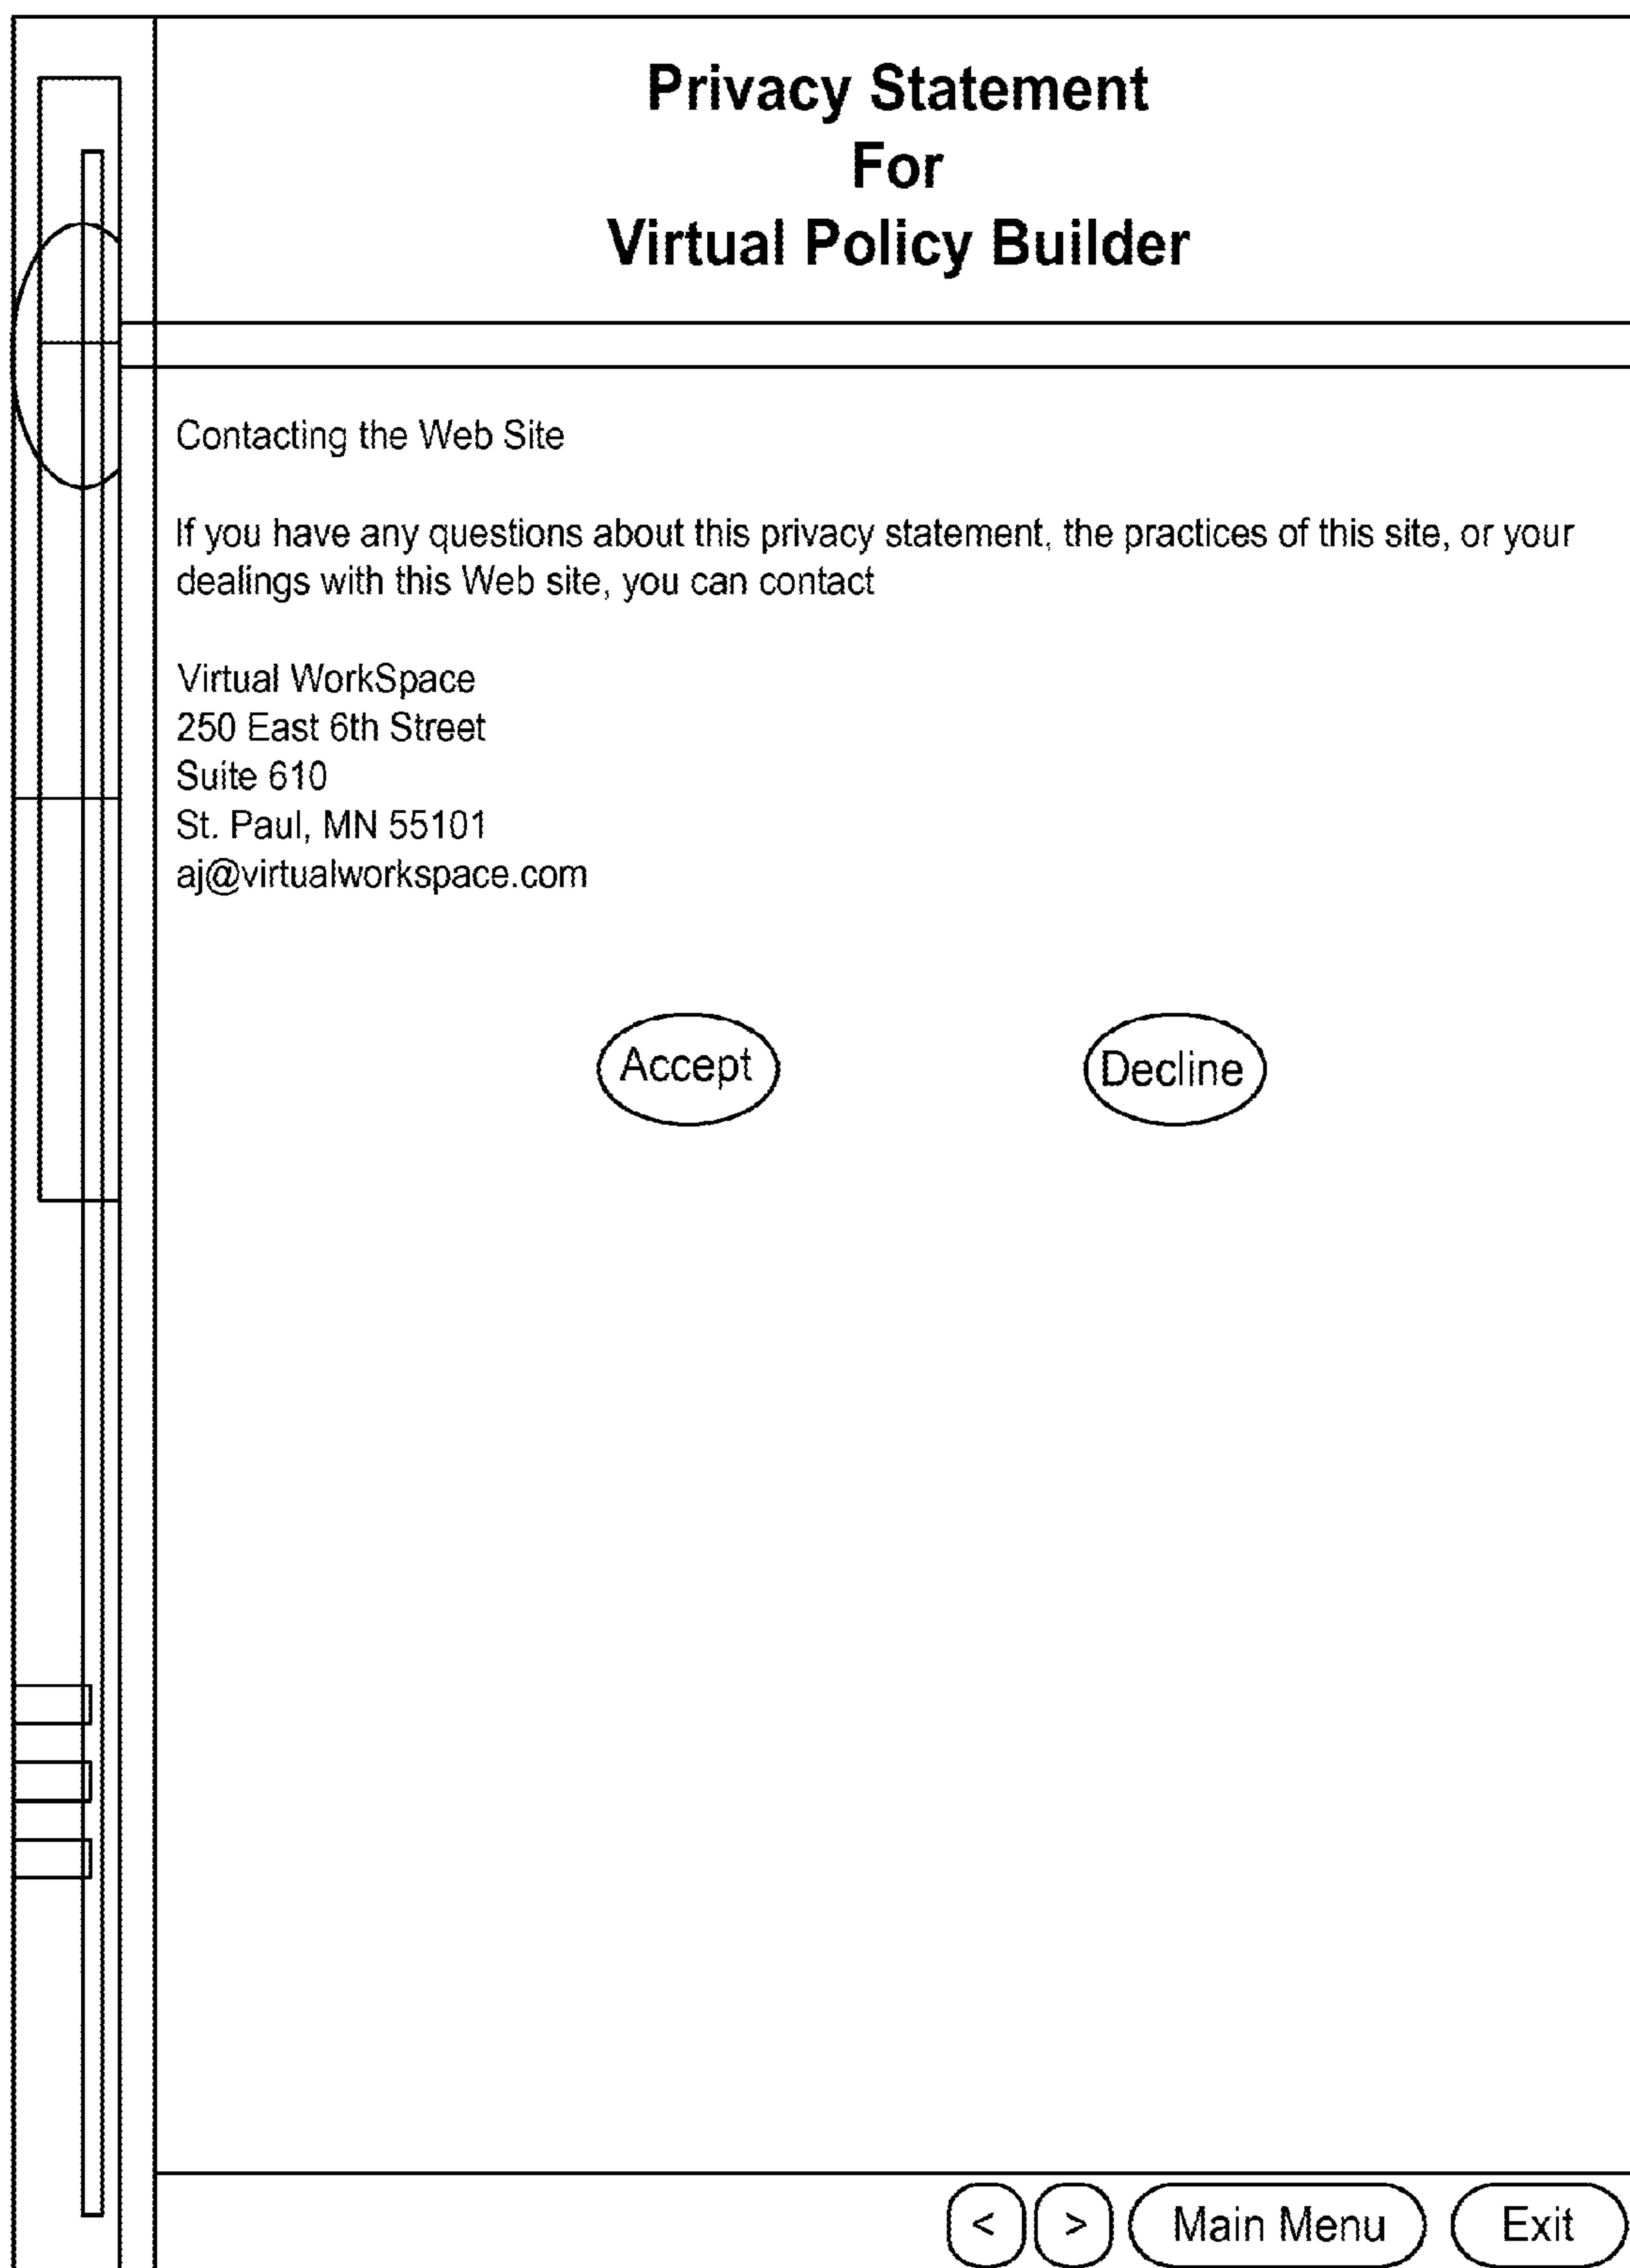 Privacy Statement
For
Virtual Policy Builder
Contacting the Web Site
If you have any questions about this privacy statement, the practices of this site, or your
dealings with this Web site, you can contact
Virtual WorkSpace
250 East 6th Street
Suite 610
St. Paul, MN 55101
aj@virtualworkspace.com
Accept Decline
< > Main Menu Exit